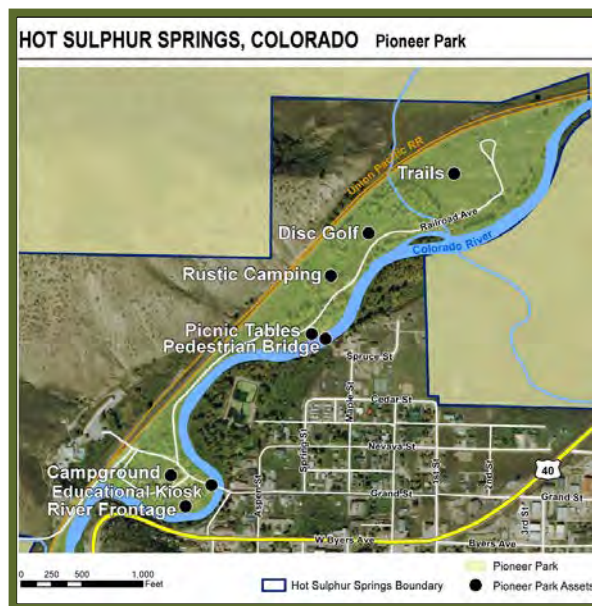 HOT SULPHUR SPRINGS, COLORADO Pioneer Park
Union Pacific RR
Trails
Railroad Ave
Disc Golf
Colorado River
Rustic Camping
Picnic Tables
Pedestrian Bridge
Spruce St
Maple St
Cedar St
Spring St
Nevava St
Aspen St
1st St
2nd St
40
Campground
Educational Kiosk
River Frontage
Grand St
Grand St
3rd St
W Byers Ave
Byers Ave
0 250 500 1,000
Feet
Pioneer Park
Hot Sulphur Springs Boundary
Pioneer Park Assets